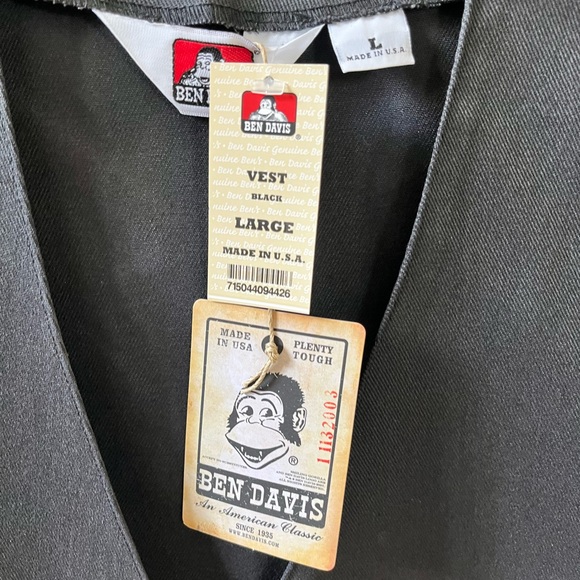 BEN DAVIS
L
MADE IN U.S.A.
BEN DAVIS
VEST
BLACK
LARGE
MADE IN U.S.A.
715044094426
MADE
IN USA
PLENTY
TOUGH
®
BEN DAVIS
An American Classic
SINCE 1935
WWW.BENDAVIS.COM